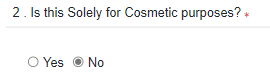 2 . Is this Solely for Cosmetic purposes? *
Yes No